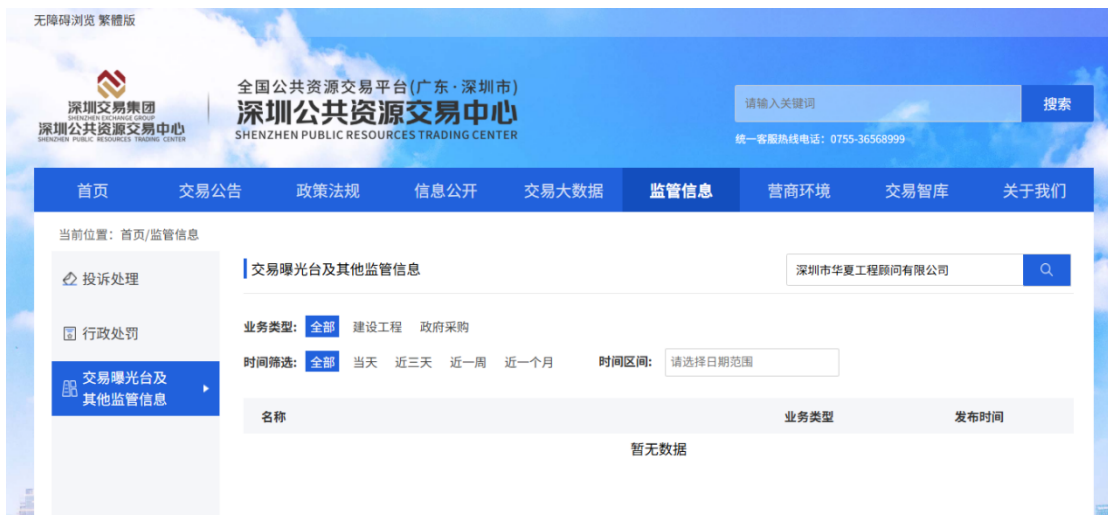 无障碍浏览 繁體版
深圳交易集团
SHENZHEN EXCHANGE GROUP
深圳公共资源交易中心
SHENZHEN PUBLIC RESOURCES TRADING CENTER
全国公共资源交易平台(广东·深圳市)
深圳公共资源交易中心
SHENZHEN PUBLIC RESOURCES TRADING CENTER
请输入关键词
搜索
统一客服热线电话：0755-36568999
首页 交易公告 政策法规 信息公开 交易大数据 监管信息 营商环境 交易智库 关于我们
当前位置：首页/监管信息
投诉处理
行政处罚
交易曝光台及
其他监管信息
交易曝光台及其他监管信息
深圳市华夏工程顾问有限公司
业务类型: 全部 建设工程 政府采购
时间筛选: 全部 当天 近三天 近一周 近一个月 时间区间: 请选择日期范围
名称 业务类型 发布时间
暂无数据